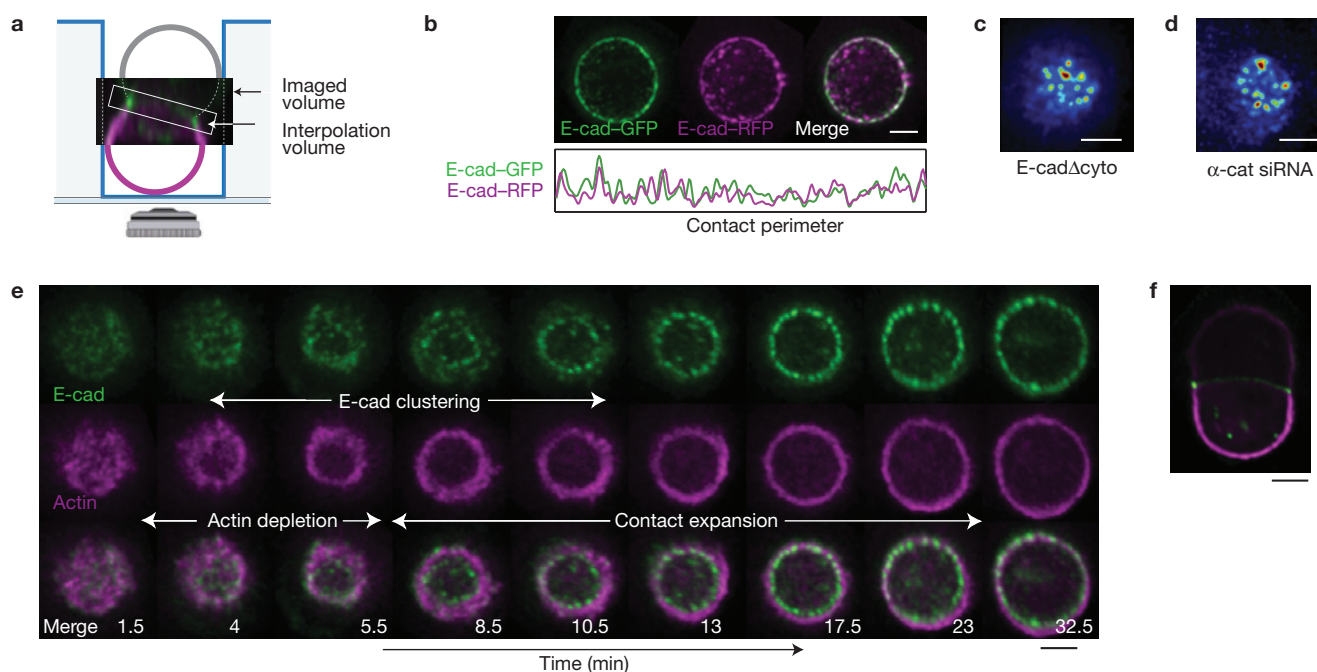 a
Imaged
volume
Interpolation
volume
b
E-cad–GFP
E-cad–RFP
Merge
E-cad–GFP
E-cad–RFP
Contact perimeter
c
E-cadΔcyto
d
α-cat siRNA
e
E-cad
E-cad clustering
Actin
Actin depletion
Contact expansion
Merge 1.5 4 5.5 8.5 10.5 13 17.5 23 32.5
Time (min)
f